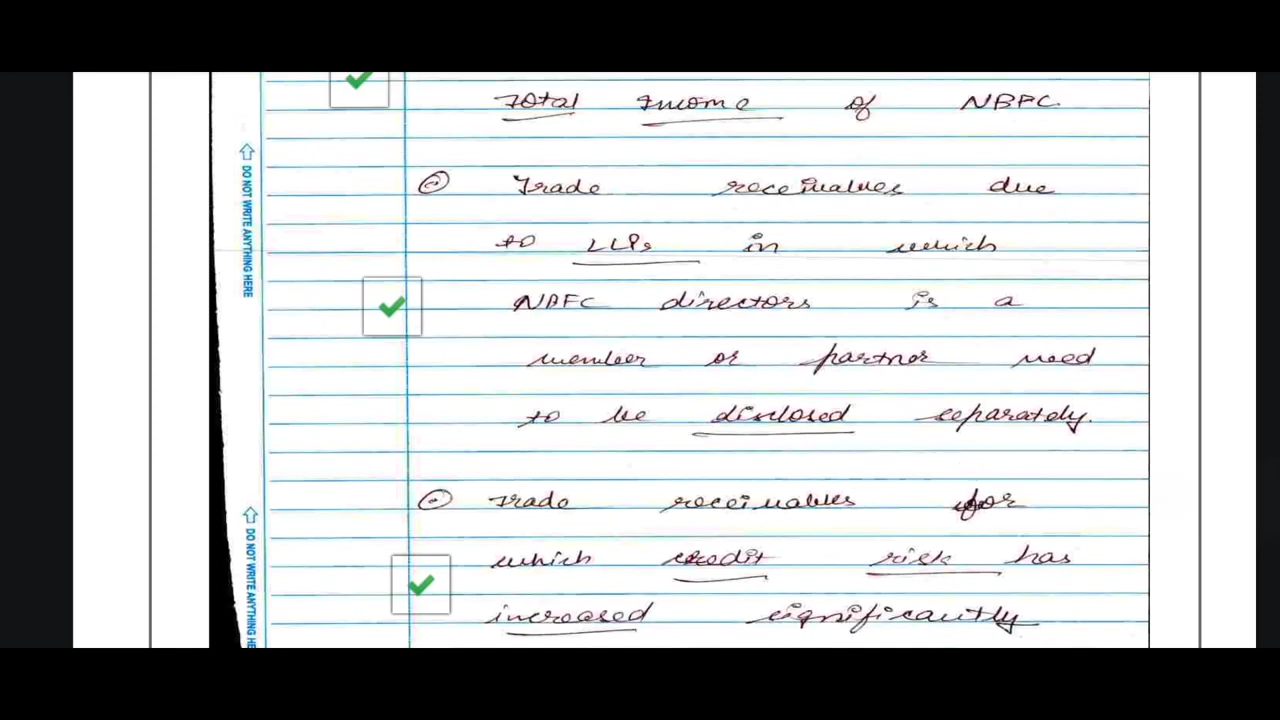 Total Income of NBFC.
Trade receivables due
to LLPs in which
NBFC directors is a
member or partner need
to be disclosed separately.
Trade receivables for
which credit risk has
increased significantly
DO NOT WRITE ANYTHING HERE
DO NOT WRITE ANYTHING HE